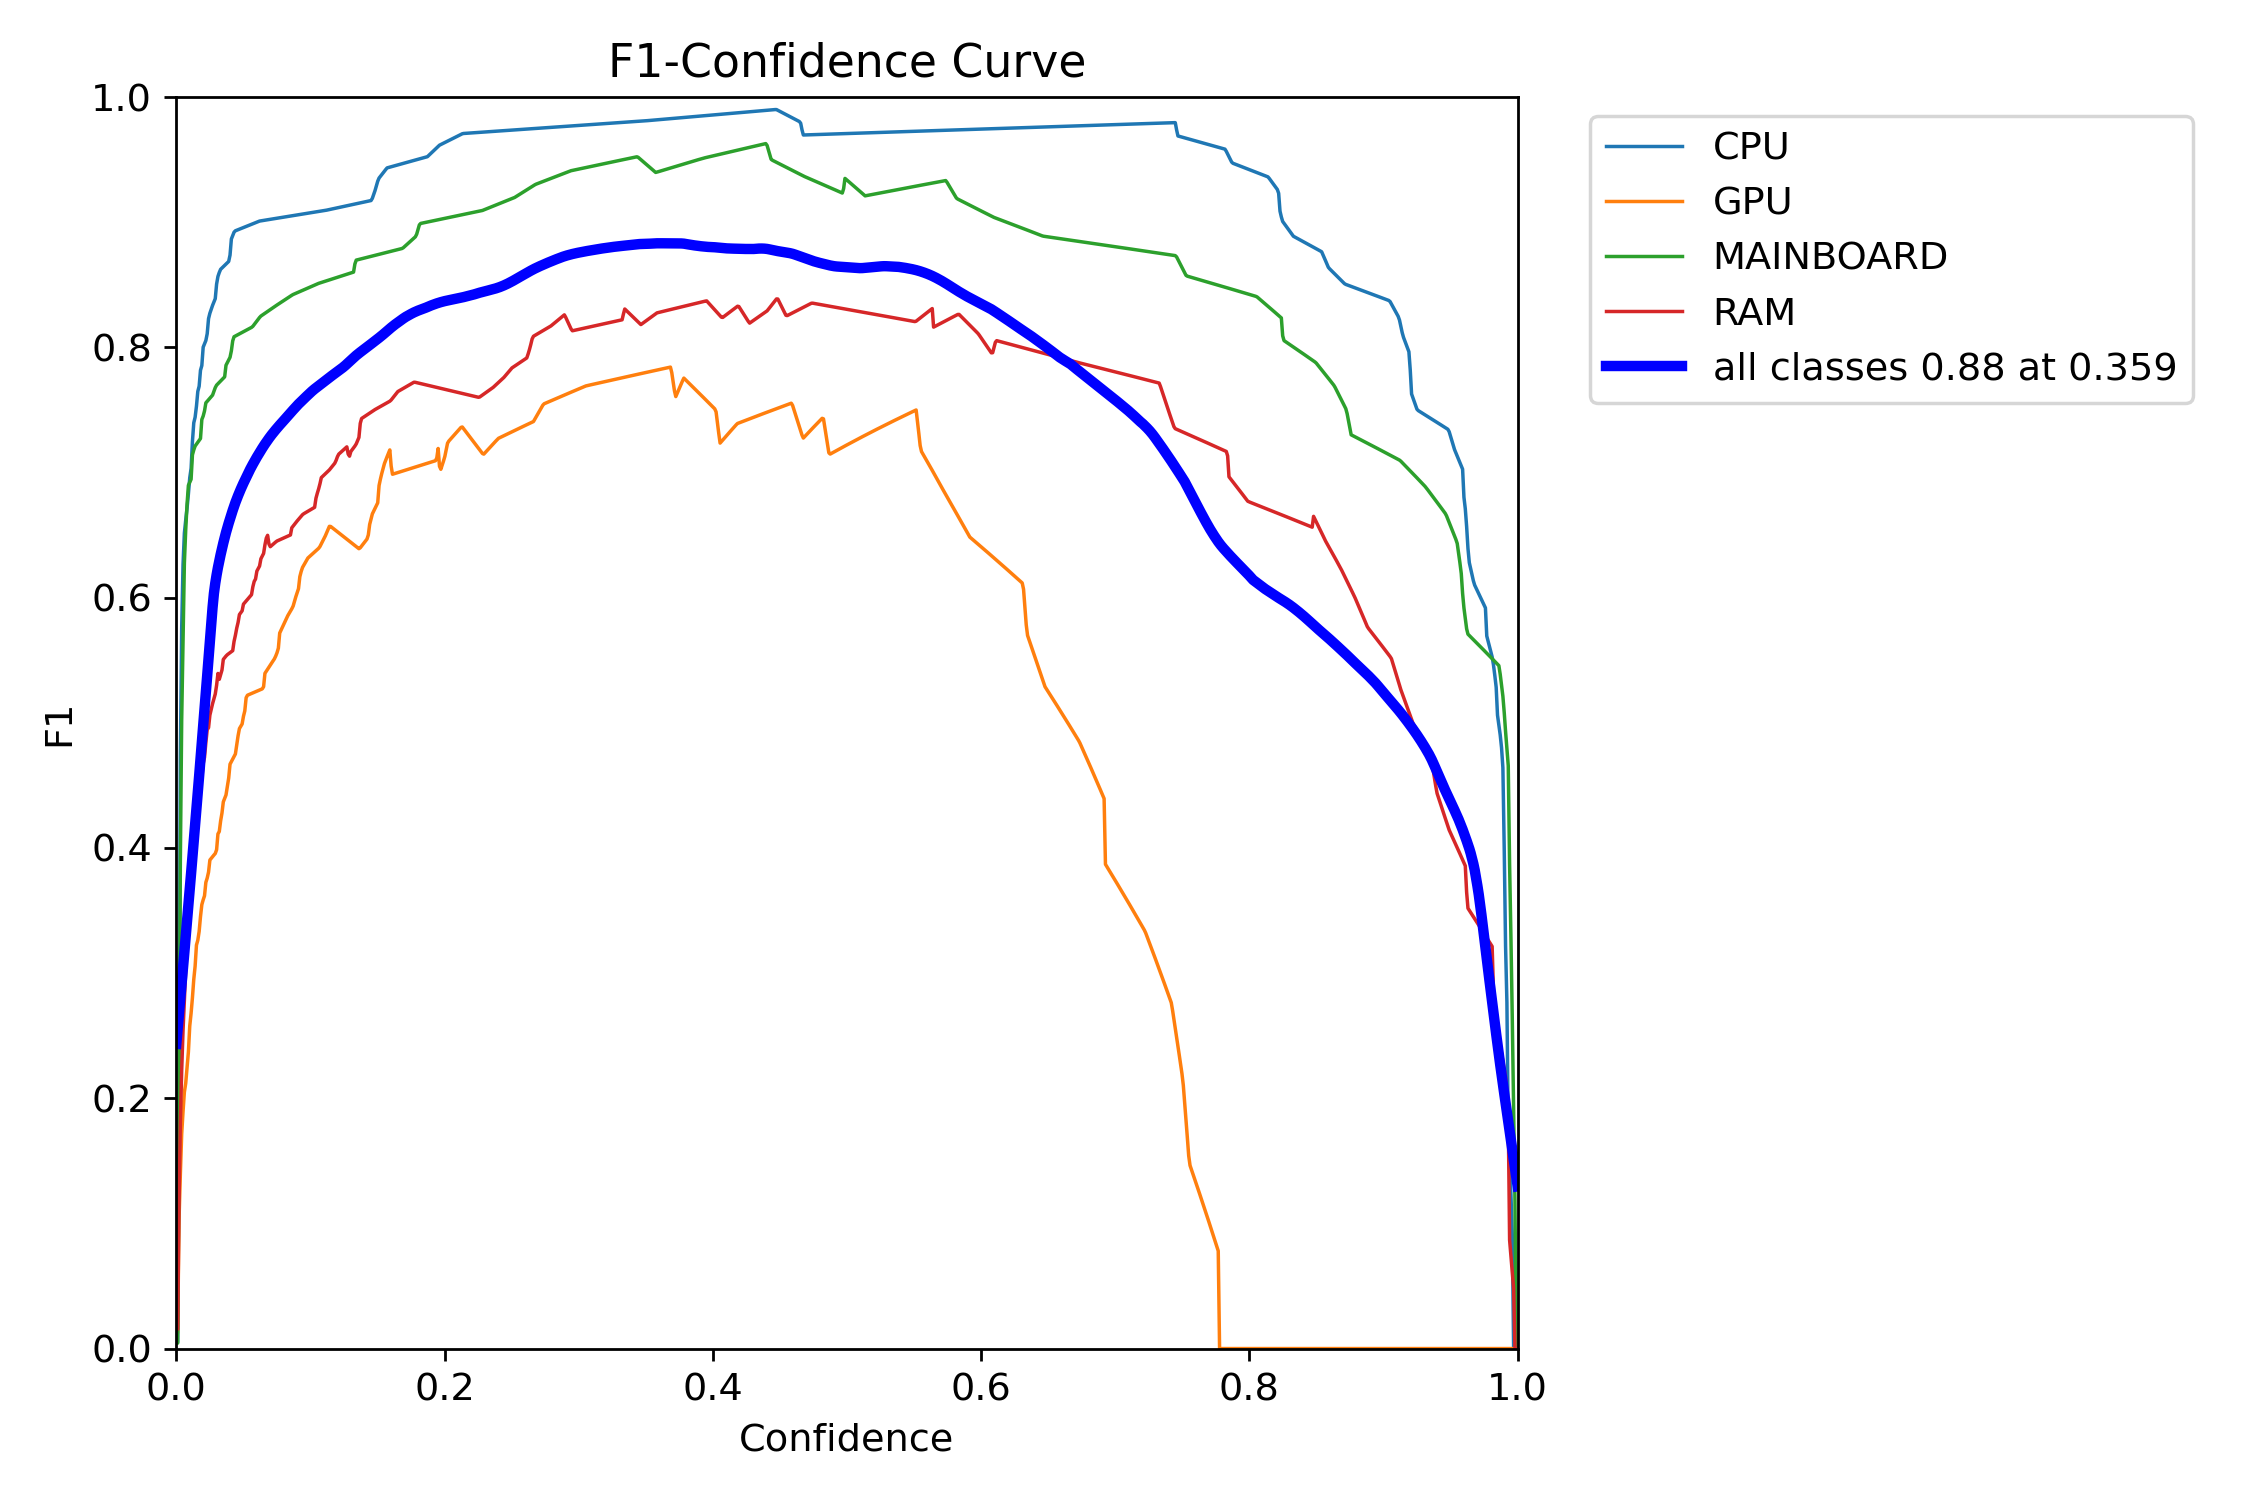 F1-Confidence Curve
1.0
0.8
0.6
0.4
0.2
0.0
F1
0.0 0.2 0.4 0.6 0.8 1.0
Confidence
CPU
GPU
MAINBOARD
RAM
all classes 0.88 at 0.359